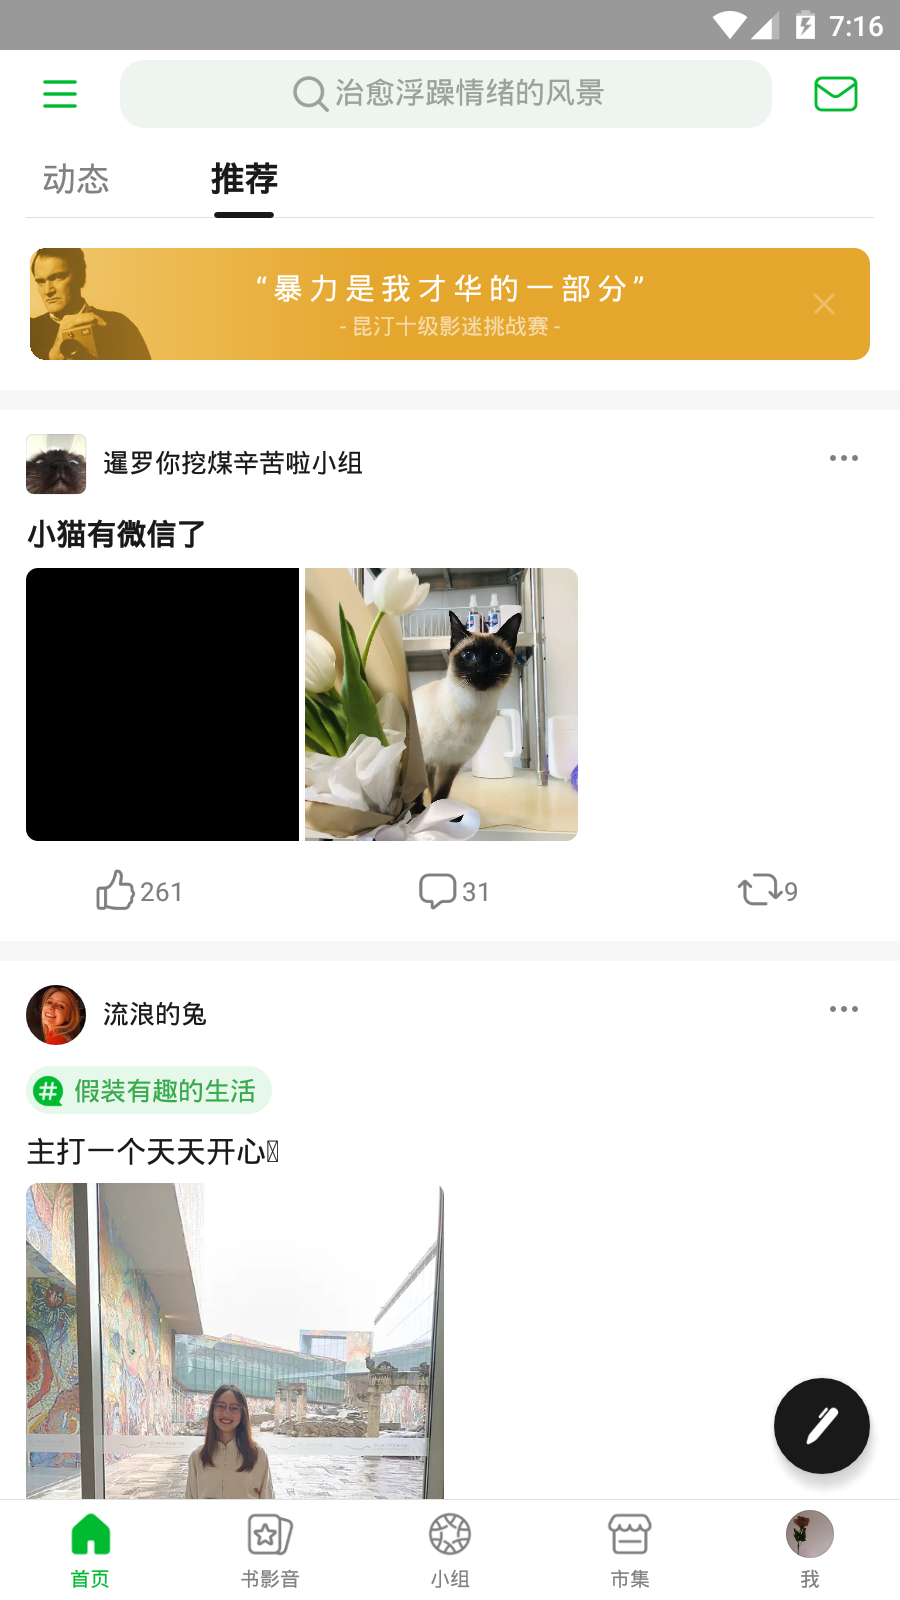 7:16
治愈浮躁情绪的风景
动态
推荐
“暴力是我才华的一部分”
- 昆汀十级影迷挑战赛 -
暹罗你挖煤辛苦啦小组
小猫有微信了
261
31
9
流浪的兔
# 假装有趣的生活
主打一个天天开心
首页
书影音
小组
市集
我